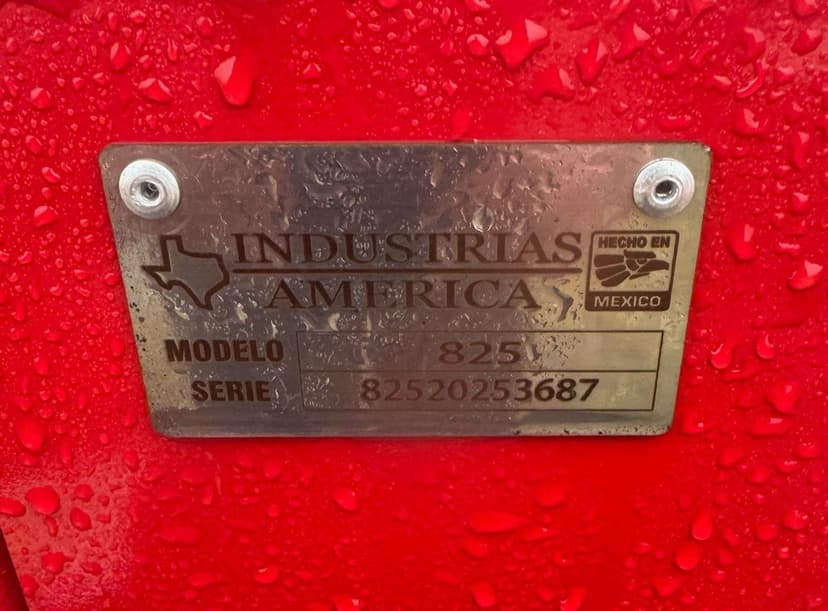 INDUSTRIAS
AMERICA
HECHO EN
MEXICO
MODELO 825
SERIE 82520253687